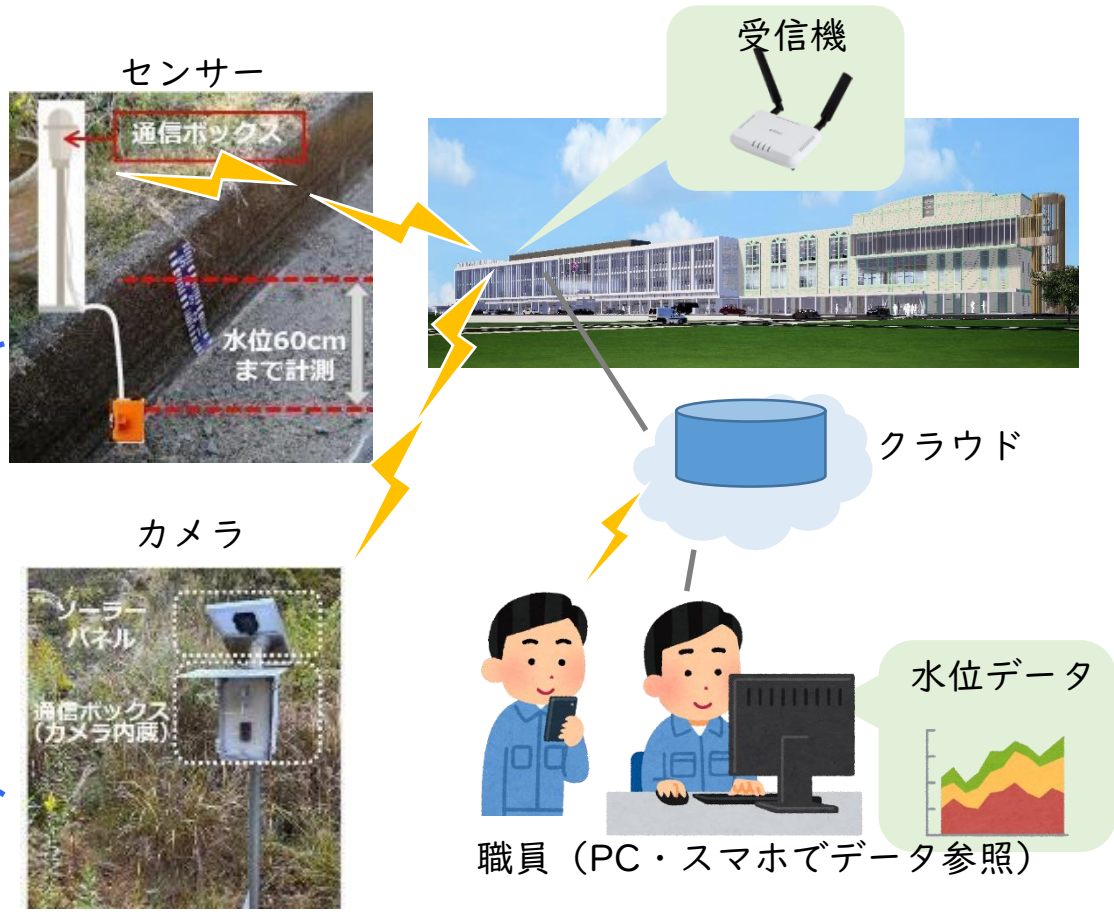 受信機
センサー
通信ボックス
水位60cm
まで計測
クラウド
カメラ
ソーラー
パネル
通信ボックス
(カメラ内蔵)
水位データ
職員（PC・スマホでデータ参照）